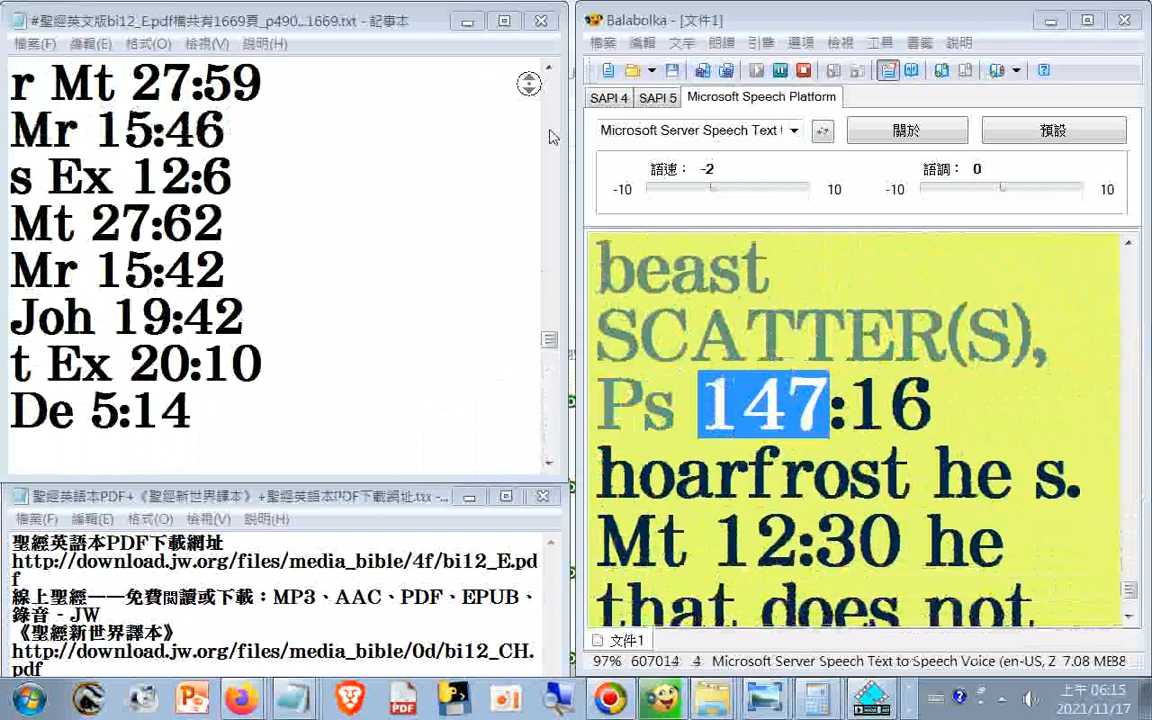 #聖經英文版bi12_E.pdf檔共有1669頁_p490...1669.txt - 記事本
檔案(F) 編輯(E) 格式(O) 檢視(V) 說明(H)
r Mt 27:59
Mr 15:46
s Ex 12:6
Mt 27:62
Mr 15:42
Joh 19:42
t Ex 20:10
De 5:14
聖經英語本PDF+《聖經新世界譯本》+聖經英語本PDF下載網址.txt - ...
檔案(F) 編輯(E) 格式(O) 檢視(V) 說明(H)
聖經英語本PDF下載網址
http://download.jw.org/files/media_bible/4f/bi12_E.pd
f
線上聖經——免費閱讀或下載：MP3、AAC、PDF、EPUB、
錄音 - JW
《聖經新世界譯本》
http://download.jw.org/files/media_bible/0d/bi12_CH.
pdf
Balabolka - [文件1]
檔案 編輯 文字 朗讀 引擎 選項 檢視 工具 書籤 說明
SAPI 4 SAPI 5 Microsoft Speech Platform
Microsoft Server Speech Text 關於 預設
語速： -2 語調： 0
-10 10 -10 10
beast
SCATTER(S),
Ps 147:16
hoarfrost he s.
Mt 12:30 he
that does not
文件1
97% 607014 4 Microsoft Server Speech Text to Speech Voice (en-US, Z 7.08 MB
PDF
上午 06:15
2021/11/17